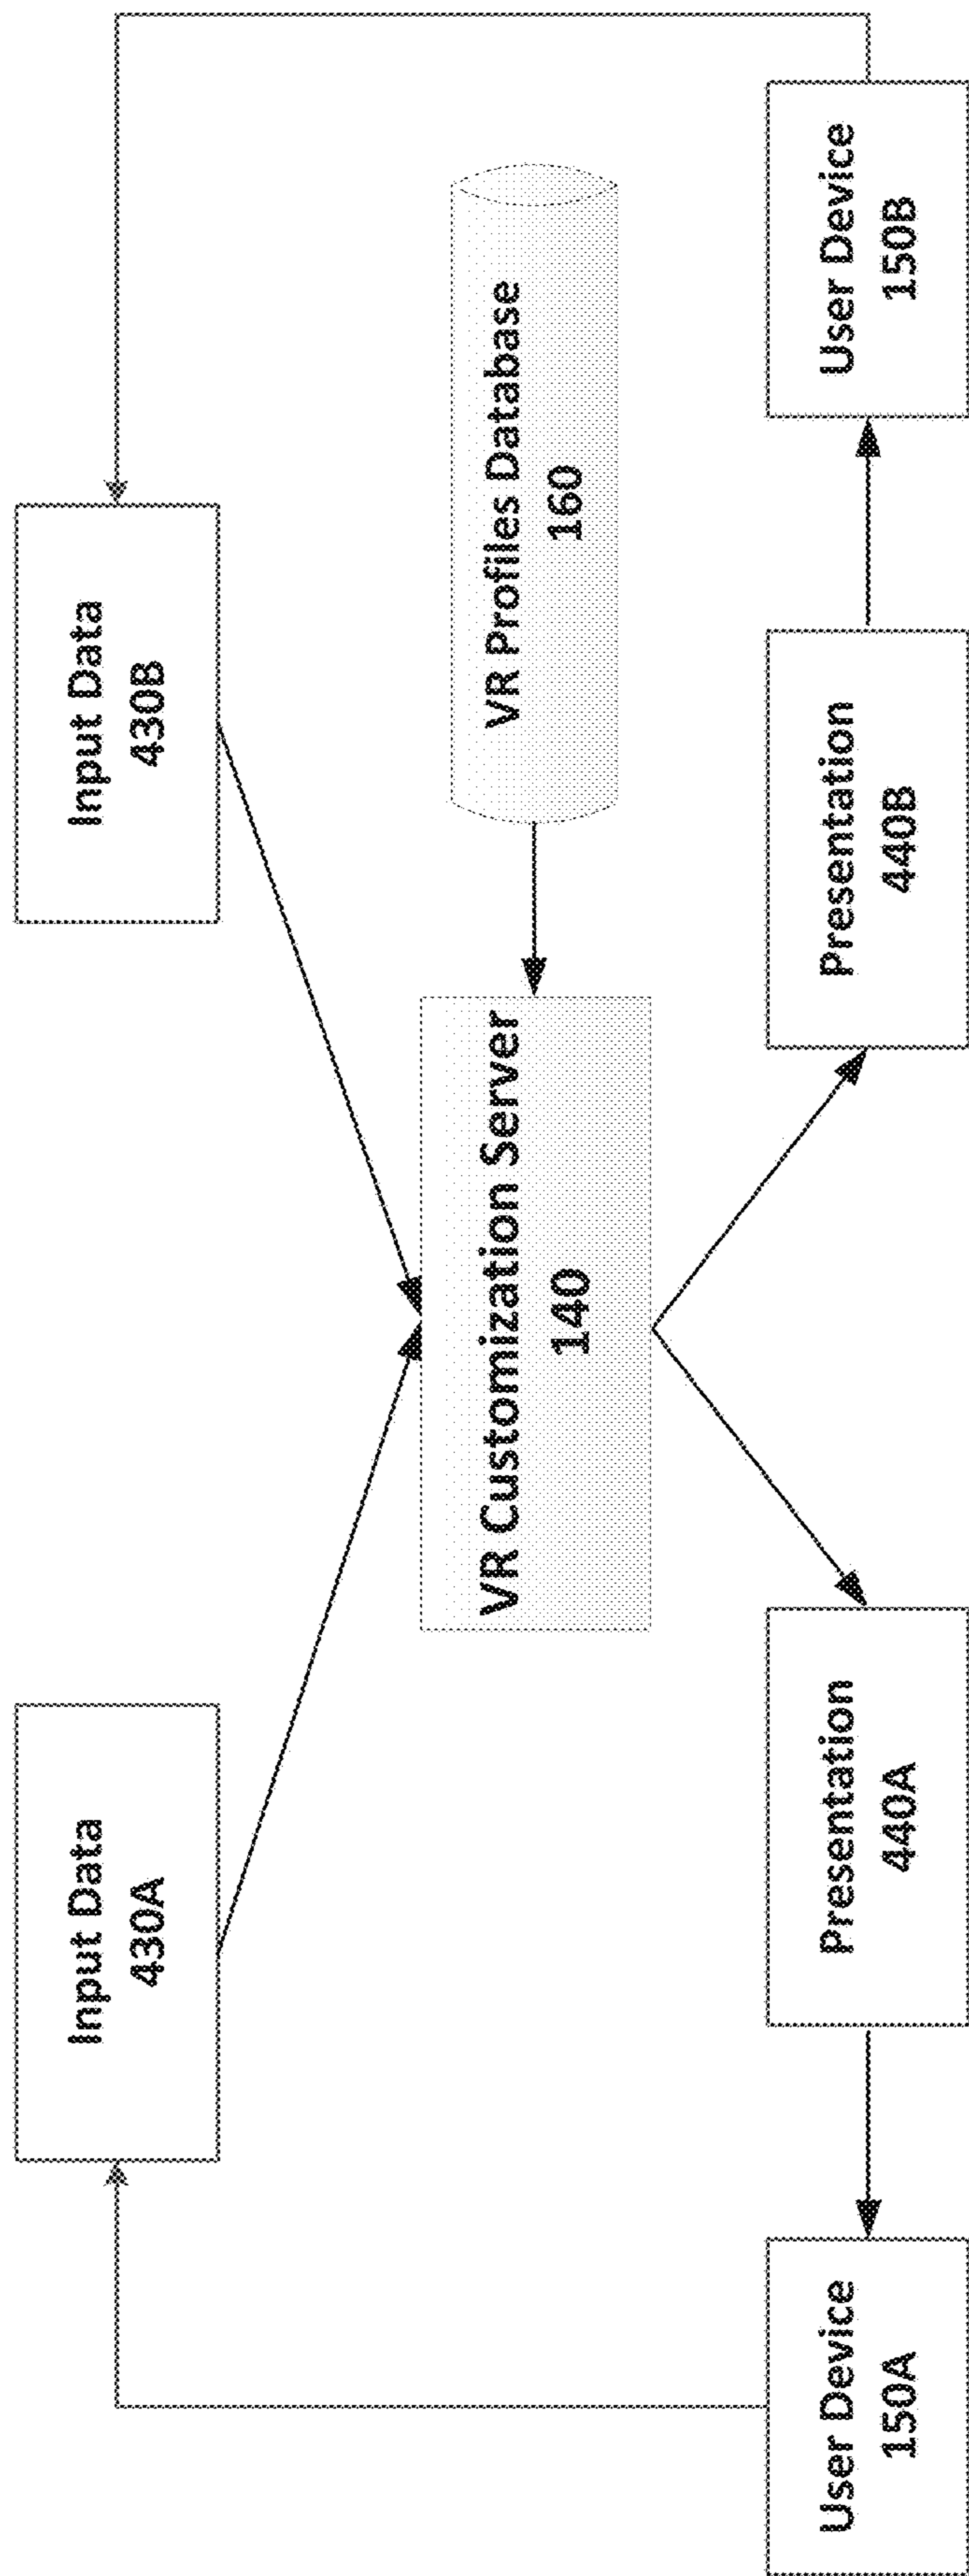 Input Data
430A
Input Data
430B
VR Customization Server
140
VR Profiles Database
160
User Device
150A
Presentation
440A
Presentation
440B
User Device
150B